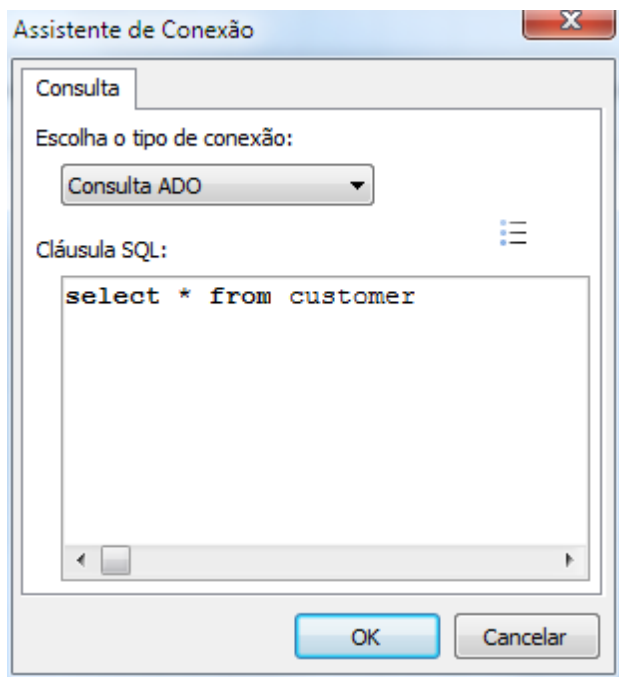 Assistente de Conexão
Consulta
Escolha o tipo de conexão:
Consulta ADO
Cláusula SQL:
select * from customer
OK
Cancelar